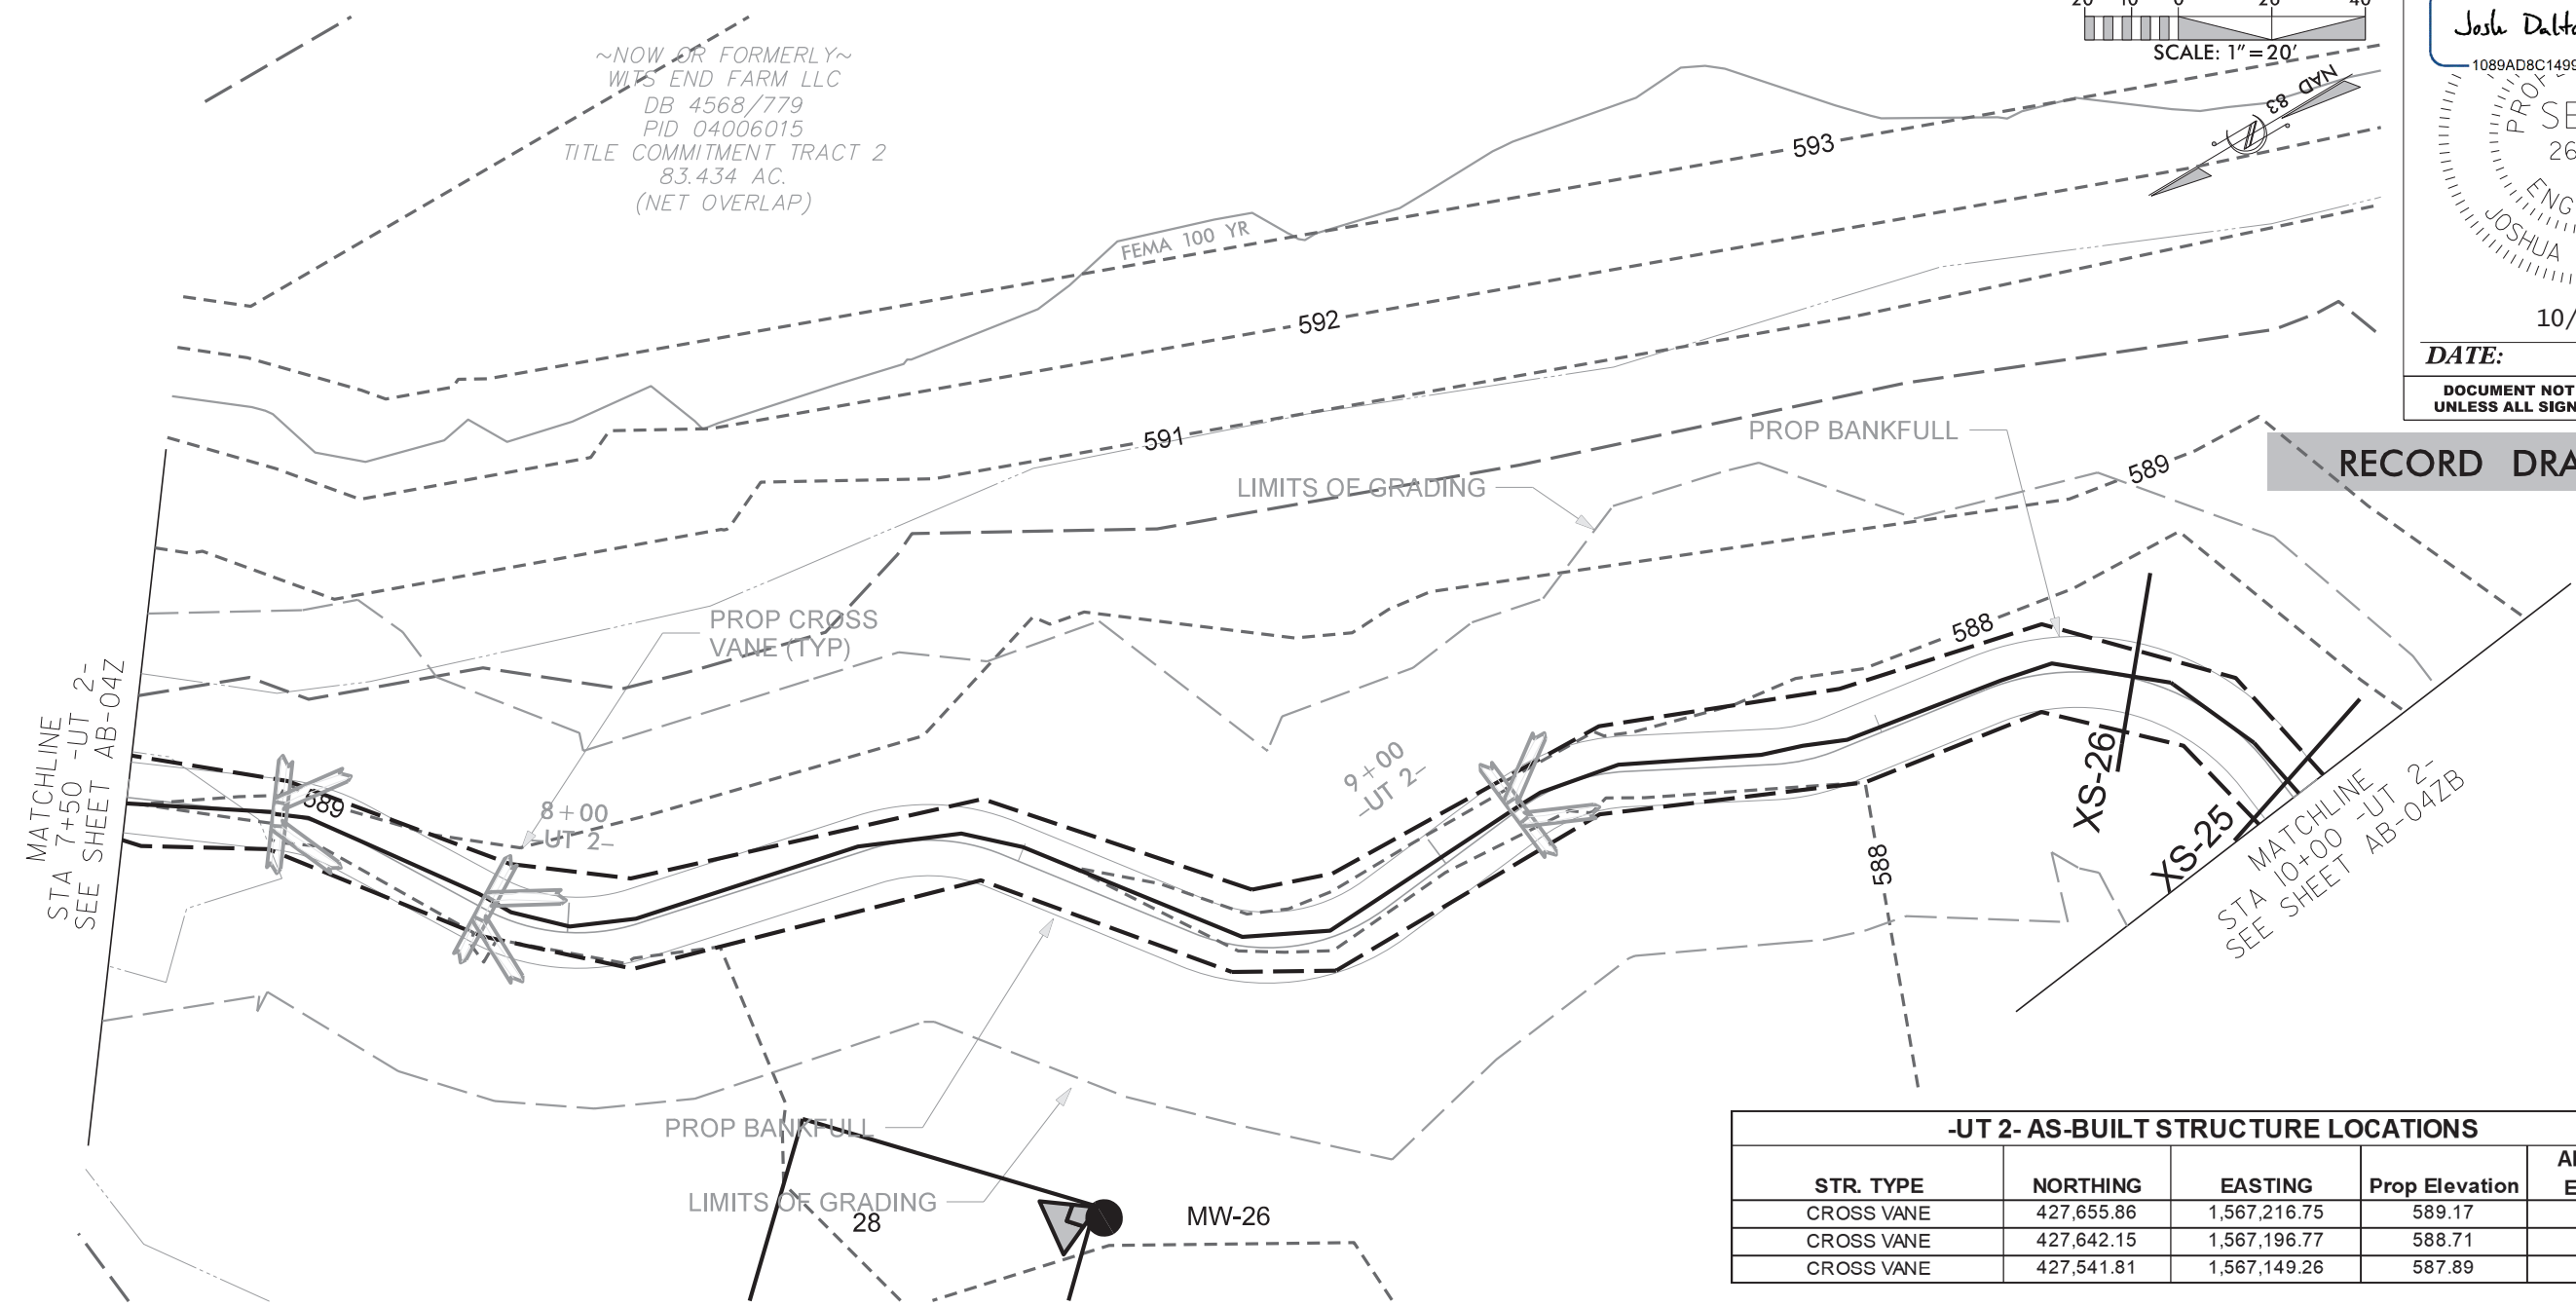 ~NOW OR FORMERLY~
WITS END FARM LLC
DB 4568/779
PID 04006015
TITLE COMMITMENT TRACT 2
83.434 AC.
(NET OVERLAP)
20 10 0 20 40
SCALE: 1"=20'
NAD 83
Josh
1089AD8C1499
JOSHUA
10/
DATE:
DOCUMENT NOT
UNLESS ALL SIGN
RECORD DRA
593
FEMA 100 YR
592
591
PROP BANKFULL
LIMITS OF GRADING
589
PROP CROSS
VANE (TYP)
588
MATCHLINE
STA 7+50 -UT 2-
SEE SHEET AB-04Z
589
8+00
-UT 2-
9+00
-UT 2-
XS-26
XS-25
588
MATCHLINE
STA 10+00 -UT 2-
SEE SHEET AB-04ZB
PROP BANKFULL
LIMITS OF GRADING
28
MW-26
-UT 2- AS-BUILT STRUCTURE LOCATIONS
STR. TYPE NORTHING EASTING Prop Elevation
CROSS VANE 427,655.86 1,567,216.75 589.17
CROSS VANE 427,642.15 1,567,196.77 588.71
CROSS VANE 427,541.81 1,567,149.26 587.89